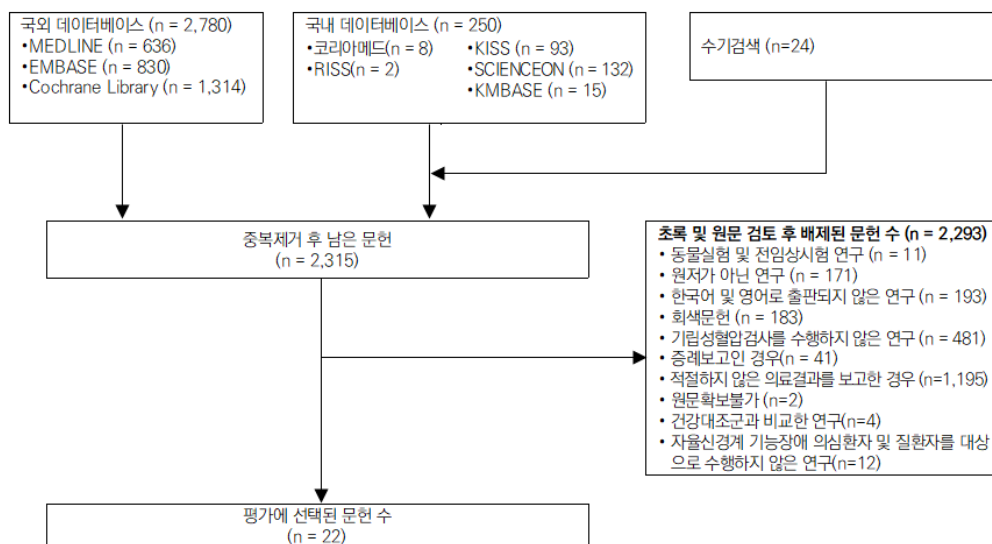 국외 데이터베이스 (n = 2,780)
•MEDLINE (n = 636)
•EMBASE (n = 830)
•Cochrane Library (n = 1,314)
국내 데이터베이스 (n = 250)
•코리아메드(n = 8)
•RISS(n = 2)
•KISS (n = 93)
•SCIENCEON (n = 132)
•KMBASE (n = 15)
수기검색 (n=24)
중복제거 후 남은 문헌
(n = 2,315)
초록 및 원문 검토 후 배제된 문헌 수 (n = 2,293)
• 동물실험 및 전임상시험 연구 (n = 11)
• 원저가 아닌 연구 (n = 171)
• 한국어 및 영어로 출판되지 않은 연구 (n = 193)
• 회색문헌 (n = 183)
• 기립성혈압검사를 수행하지 않은 연구 (n = 481)
• 증례보고인 경우(n = 41)
• 적절하지 않은 의료결과를 보고한 경우 (n=1,195)
• 원문확보불가 (n=2)
• 건강대조군과 비교한 연구(n=4)
• 자율신경계 기능장애 의심환자 및 질환자를 대상
으로 수행하지 않은 연구(n=12)
평가에 선택된 문헌 수
(n = 22)